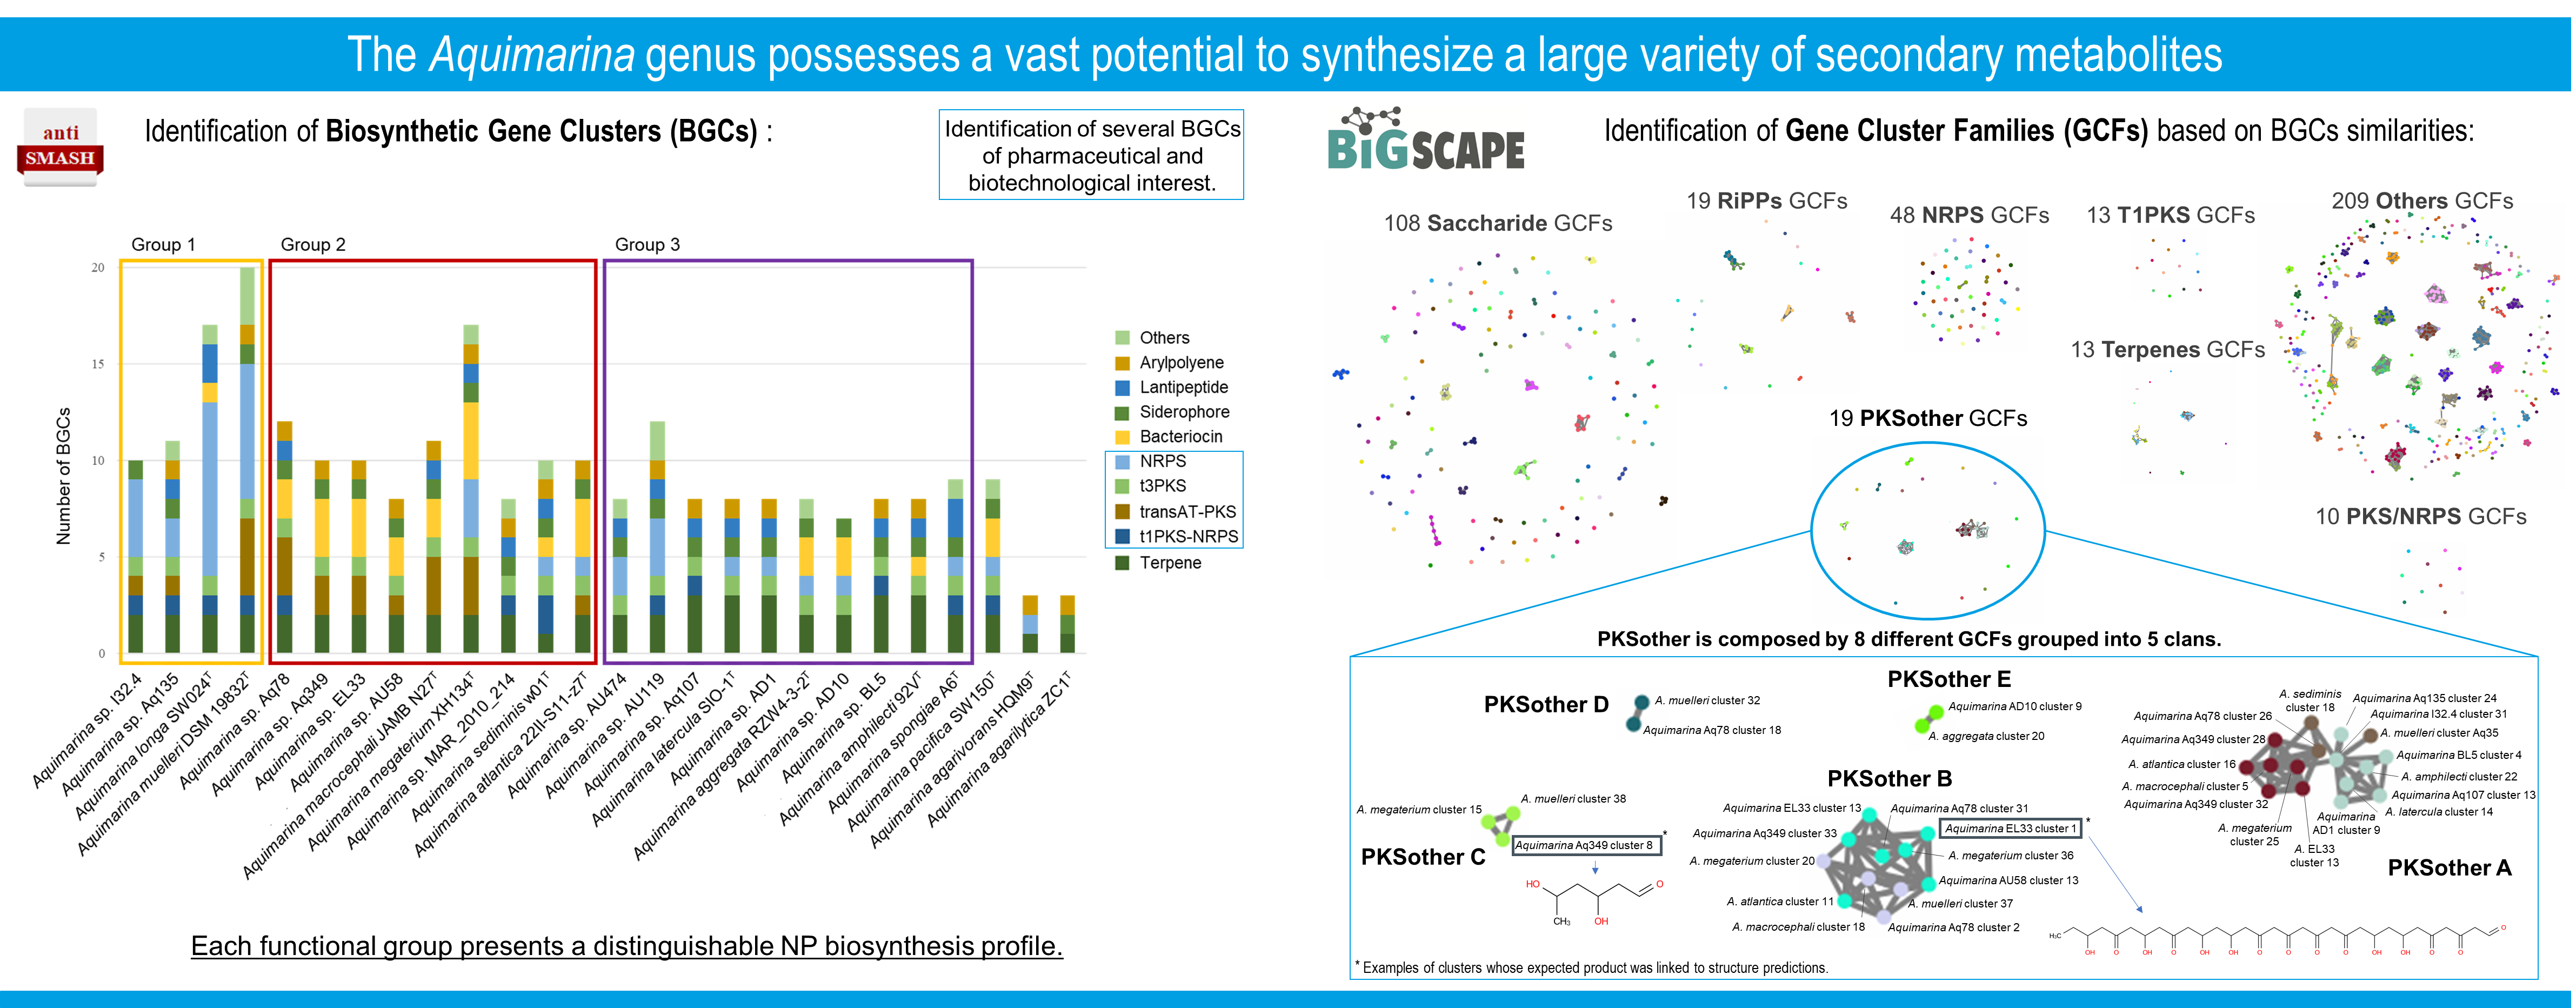 The Aquimarina genus possesses a vast potential to synthesize a large variety of secondary metabolites
anti
SMASH
Identification of Biosynthetic Gene Clusters (BGCs) :
Identification of several BGCs
of pharmaceutical and
biotechnological interest.
Group 1
Group 2
Group 3
Number of BGCs
20
15
10
5
0
Others
Arylpolyene
Lantipeptide
Siderophore
Bacteriocin
NRPS
t3PKS
transAT-PKS
t1PKS-NRPS
Terpene
Aquimarina sp. I32.4
Aquimarina sp. Aq135
Aquimarina longa SW024T
Aquimarina muelleri DSM 19832T
Aquimarina sp. Aq78
Aquimarina sp. Aq349
Aquimarina sp. EL33
Aquimarina sp. AU58
Aquimarina macrocephali JAMB N27T
Aquimarina megaterium XH134T
Aquimarina sp. MAR_2010_214
Aquimarina sediminis w01T
Aquimarina atlantica 22II-S11-z7T
Aquimarina sp. AU474
Aquimarina sp. AU119
Aquimarina sp. Aq107
Aquimarina latercula SIO-1T
Aquimarina sp. AD1
Aquimarina aggregata RZW4-3-2T
Aquimarina sp. AD10
Aquimarina sp. BL5
Aquimarina amphilecti 92VT
Aquimarina spongiae A6T
Aquimarina pacifica SW150T
Aquimarina agarivorans HQM9T
Aquimarina agarilytica ZC1T
Each functional group presents a distinguishable NP biosynthesis profile.
BiGSCAPE
Identification of Gene Cluster Families (GCFs) based on BGCs similarities:
108 Saccharide GCFs
19 RiPPs GCFs
48 NRPS GCFs
13 T1PKS GCFs
209 Others GCFs
13 Terpenes GCFs
19 PKSother GCFs
10 PKS/NRPS GCFs
PKSother is composed by 8 different GCFs grouped into 5 clans.
PKSother D
A. muelleri cluster 32
Aquimarina Aq78 cluster 18
PKSother E
Aquimarina AD10 cluster 9
A. aggregata cluster 20
PKSother C
A. megaterium cluster 15
A. muelleri cluster 38
Aquimarina Aq349 cluster 8
*
HO
O
CH3
OH
PKSother B
Aquimarina EL33 cluster 13
Aquimarina Aq78 cluster 31
Aquimarina Aq349 cluster 33
Aquimarina EL33 cluster 1
*
A. megaterium cluster 20
A. megaterium cluster 36
Aquimarina AU58 cluster 13
A. atlantica cluster 11
A. muelleri cluster 37
A. macrocephali cluster 18
Aquimarina Aq78 cluster 2
PKSother A
A. sediminis
cluster 18
Aquimarina Aq135 cluster 24
Aquimarina I32.4 cluster 31
Aquimarina Aq78 cluster 26
A. muelleri cluster Aq35
Aquimarina Aq349 cluster 28
Aquimarina BL5 cluster 4
A. atlantica cluster 16
A. amphilecti cluster 22
A. macrocephali cluster 5
Aquimarina Aq107 cluster 13
Aquimarina Aq349 cluster 32
A. latercula cluster 14
Aquimarina
AD1 cluster 9
A. megaterium
cluster 25
A. EL33
cluster 13
H3C
O
OH O OH O OH OH O O O O OH OH O O
* Examples of clusters whose expected product was linked to structure predictions.